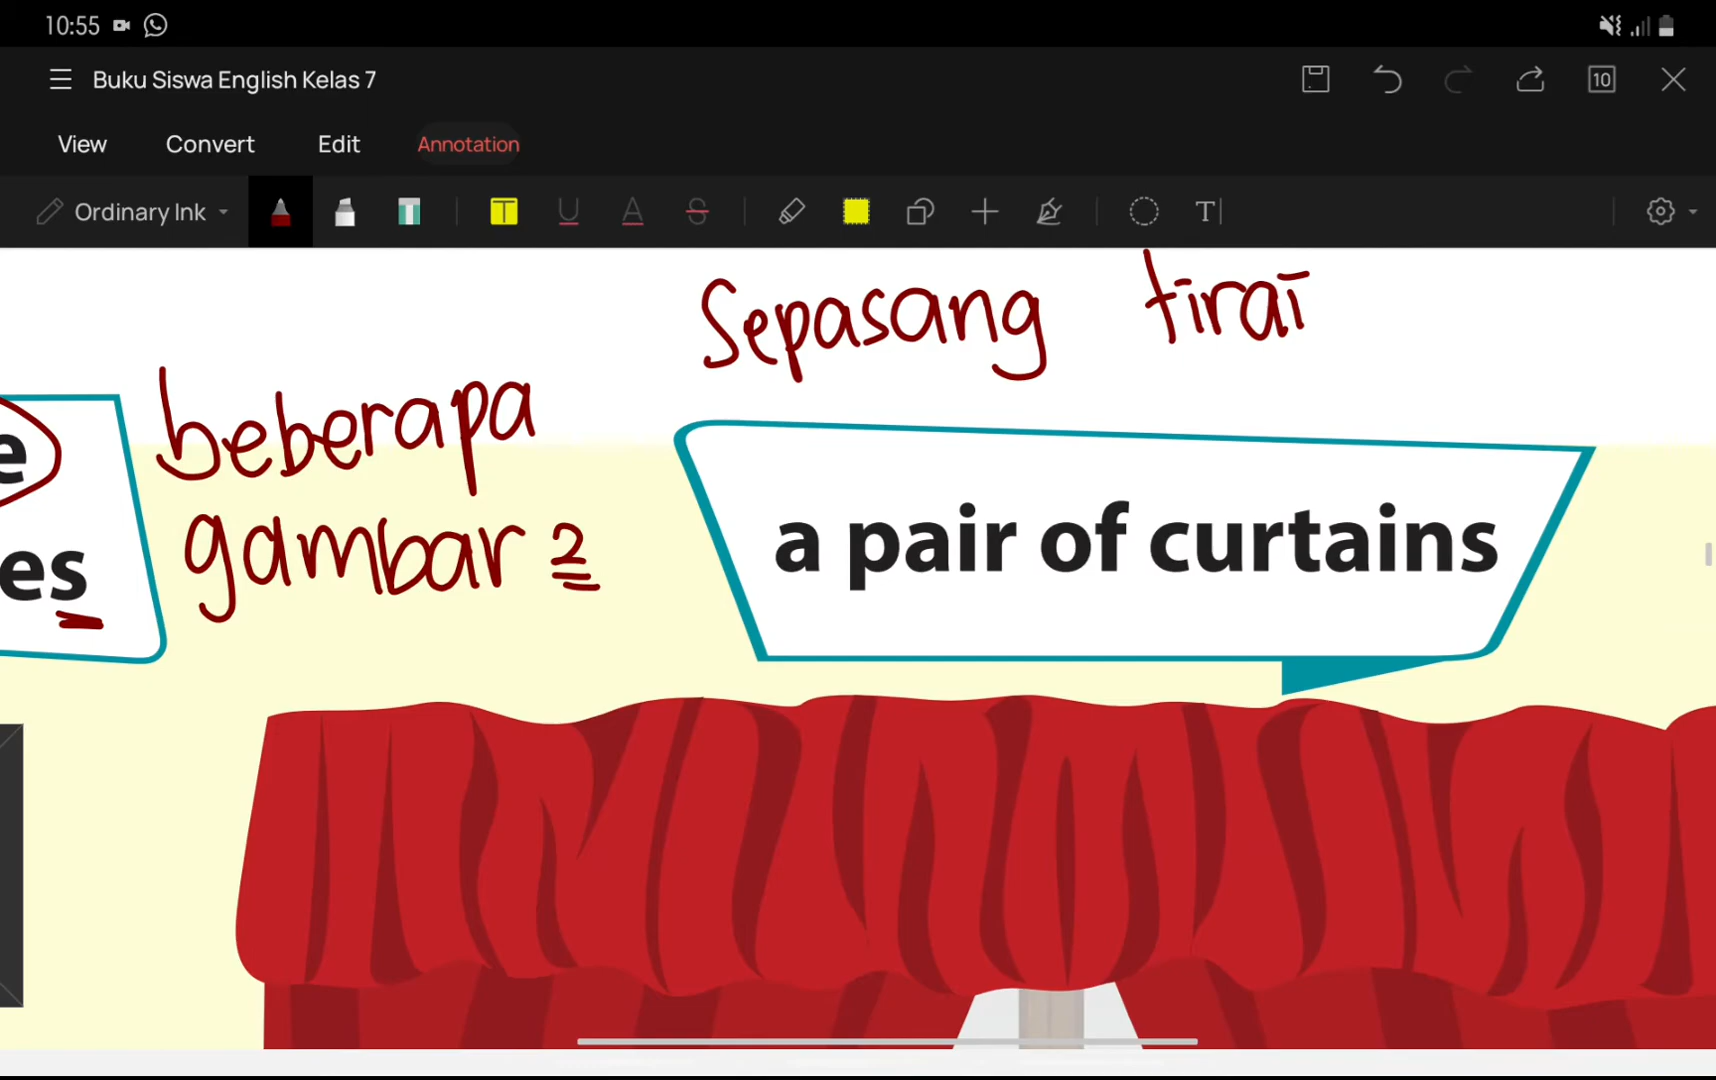 10:55
Buku Siswa English Kelas 7
10
View Convert Edit Annotation
Ordinary Ink T U A S T
Sepasang tirai
beberapa
gambar 2
e
es
a pair of curtains